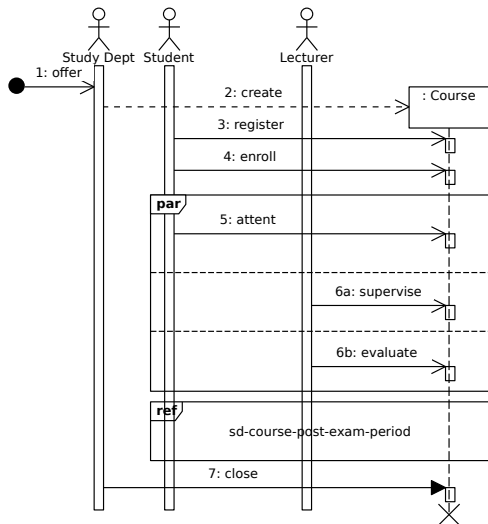 Study Dept Student Lecturer
1: offer
2: create
: Course
3: register
4: enroll
par
5: attent
6a: supervise
6b: evaluate
ref
sd-course-post-exam-period
7: close